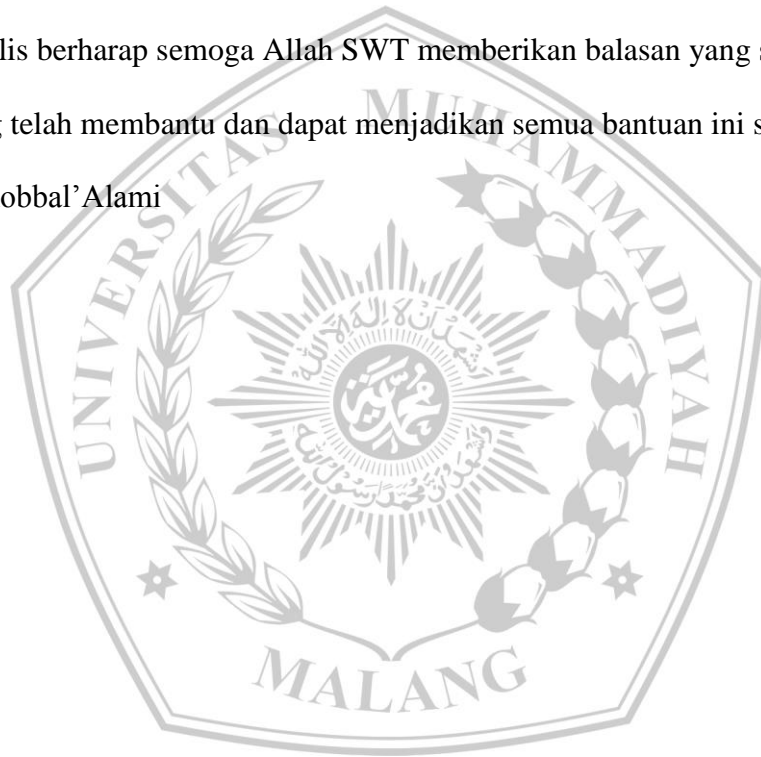 lis berharap semoga Allah SWT memberikan balasan yang s
telah membantu dan dapat menjadikan semua bantuan ini s
obbal’Alami
UNIVERSITAS MUHAMMADIYAH
MALANG